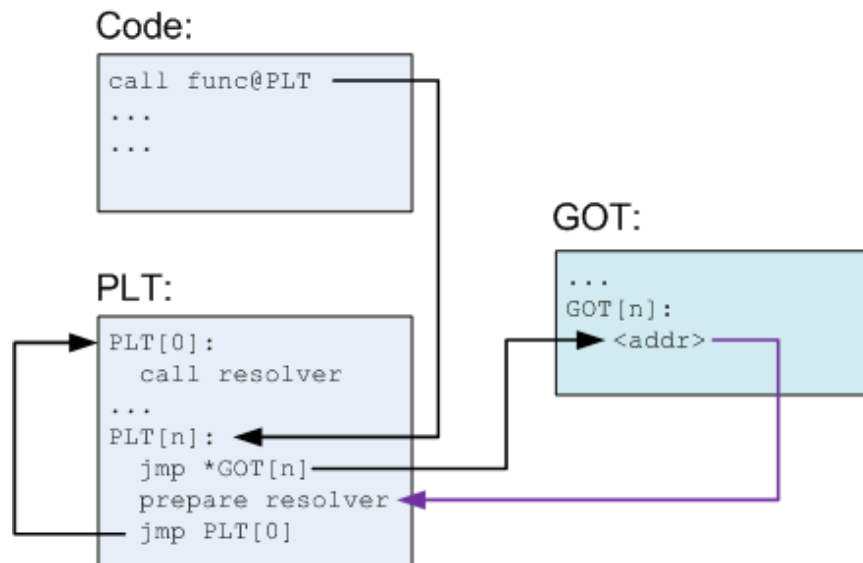 Code:
call func@PLT
...
...
GOT:
...
GOT[n]:
<addr>
PLT:
PLT[0]:
call resolver
...
PLT[n]:
jmp *GOT[n]
prepare resolver
jmp PLT[0]